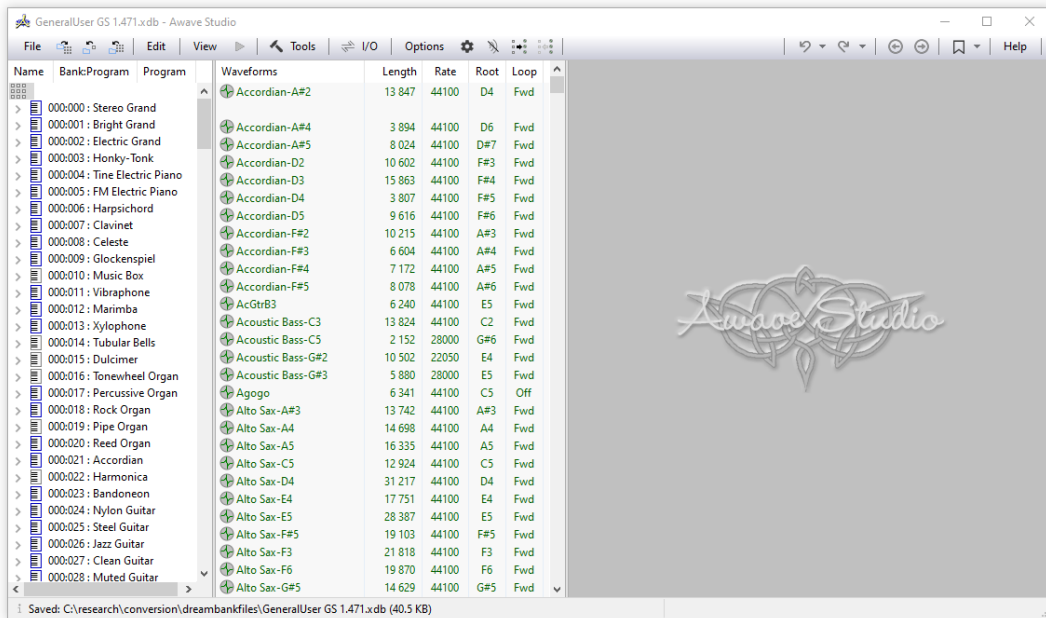 GeneralUser GS 1.471.xdb - Awave Studio
File Edit View Tools I/O Options Help
Name Bank:Program Program
000:000 : Stereo Grand
000:001 : Bright Grand
000:002 : Electric Grand
000:003 : Honky-Tonk
000:004 : Tine Electric Piano
000:005 : FM Electric Piano
000:006 : Harpsichord
000:007 : Clavinet
000:008 : Celeste
000:009 : Glockenspiel
000:010 : Music Box
000:011 : Vibraphone
000:012 : Marimba
000:013 : Xylophone
000:014 : Tubular Bells
000:015 : Dulcimer
000:016 : Tonewheel Organ
000:017 : Percussive Organ
000:018 : Rock Organ
000:019 : Pipe Organ
000:020 : Reed Organ
000:021 : Accordian
000:022 : Harmonica
000:023 : Bandoneon
000:024 : Nylon Guitar
000:025 : Steel Guitar
000:026 : Jazz Guitar
000:027 : Clean Guitar
000:028 : Muted Guitar
Waveforms Length Rate Root Loop
Accordian-A#2 13 847 44100 D4 Fwd
Accordian-A#4 3 894 44100 D6 Fwd
Accordian-A#5 8 024 44100 D#7 Fwd
Accordian-D2 10 602 44100 F#3 Fwd
Accordian-D3 15 863 44100 F#4 Fwd
Accordian-D4 3 807 44100 F#5 Fwd
Accordian-D5 9 616 44100 F#6 Fwd
Accordian-F#2 10 215 44100 A#3 Fwd
Accordian-F#3 6 604 44100 A#4 Fwd
Accordian-F#4 7 172 44100 A#5 Fwd
Accordian-F#5 8 078 44100 A#6 Fwd
AcGtrB3 6 240 44100 E5 Fwd
Acoustic Bass-C3 13 824 44100 C2 Fwd
Acoustic Bass-C5 2 152 28000 G#6 Fwd
Acoustic Bass-G#2 10 502 22050 E4 Fwd
Acoustic Bass-G#3 5 880 28000 E5 Fwd
Agogo 6 341 44100 C5 Off
Alto Sax-A#3 13 742 44100 A#3 Fwd
Alto Sax-A4 14 698 44100 A4 Fwd
Alto Sax-A5 16 335 44100 A5 Fwd
Alto Sax-C5 12 924 44100 C5 Fwd
Alto Sax-D4 31 217 44100 D4 Fwd
Alto Sax-E4 17 751 44100 E4 Fwd
Alto Sax-E5 28 387 44100 E5 Fwd
Alto Sax-F#5 19 103 44100 F#5 Fwd
Alto Sax-F3 21 818 44100 F3 Fwd
Alto Sax-F6 19 870 44100 F6 Fwd
Alto Sax-G#5 14 629 44100 G#5 Fwd
Awave Studio
Saved: C:\research\conversion\dreambankfiles\GeneralUser GS 1.471.xdb (40.5 KB)